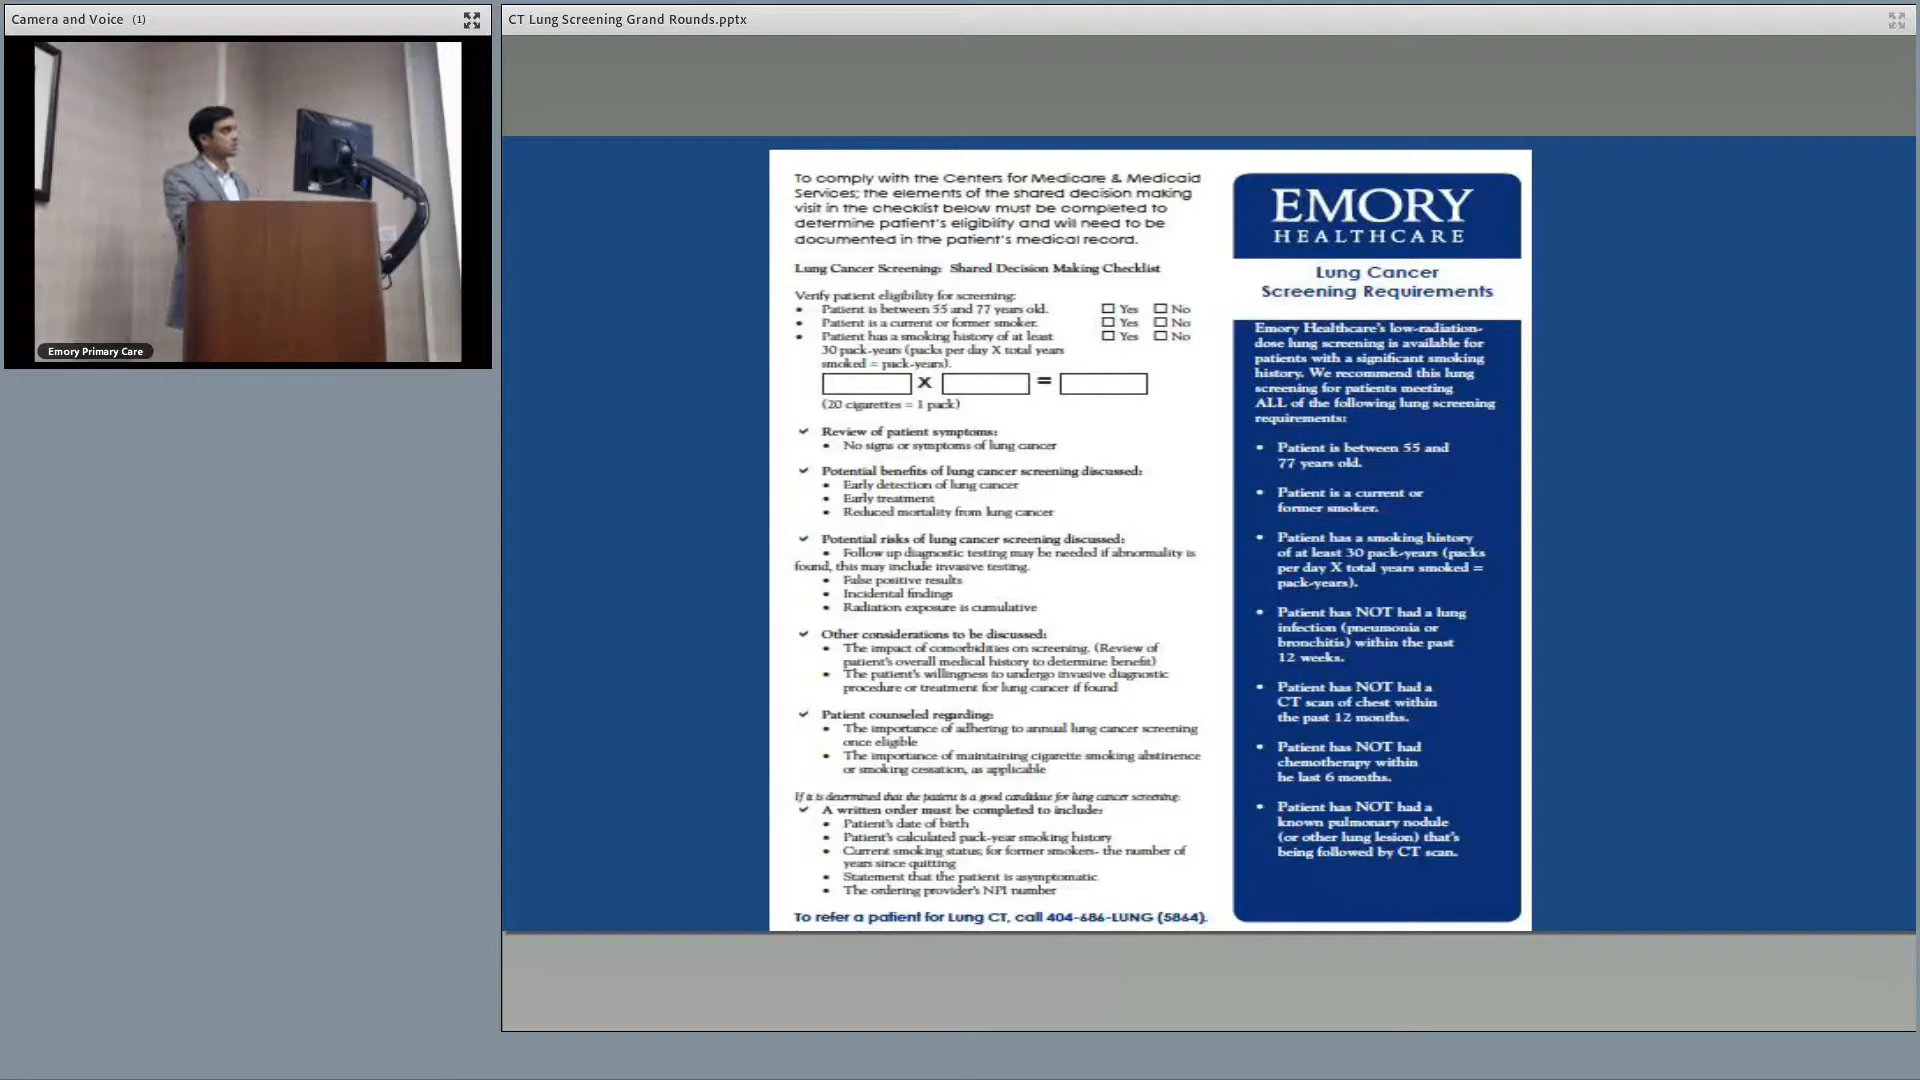 Camera and Voice (1)
Emory Primary Care
CT Lung Screening Grand Rounds.pptx
To comply with the Centers for Medicare & Medicaid
Services; the elements of the shared decision making
visit in the checklist below must be completed to
determine patient's eligibility and will need to be
documented in the patient's medical record.
Lung Cancer Screening: Shared Decision Making Checklist
Verify patient eligibility for screening:
• Patient is between 55 and 77 years old. ☐ Yes ☐ No
• Patient is a current or former smoker. ☐ Yes ☐ No
• Patient has a smoking history of at least ☐ Yes ☐ No
30 pack-years (packs per day X total years
smoked = pack-years).
X =
(20 cigarettes = 1 pack)
✓ Review of patient symptoms:
• No signs or symptoms of lung cancer
✓ Potential benefits of lung cancer screening discussed:
• Early detection of lung cancer
• Early treatment
• Reduced mortality from lung cancer
✓ Potential risks of lung cancer screening discussed:
• Follow up diagnostic testing may be needed if abnormality is
found, this may include invasive testing.
• False positive results
• Incidental findings
• Radiation exposure is cumulative
✓ Other considerations to be discussed:
• The impact of comorbidities on screening. (Review of
patient's overall medical history to determine benefit)
• The patient's willingness to undergo invasive diagnostic
procedure or treatment for lung cancer if found
✓ Patient counseled regarding:
• The importance of adhering to annual lung cancer screening
once eligible
• The importance of maintaining cigarette smoking abstinence
or smoking cessation, as applicable
If it is determined that the patient is a good candidate for lung cancer screening:
✓ A written order must be completed to include:
• Patient's date of birth
• Patient's calculated pack-year smoking history
• Current smoking status; for former smokers- the number of
years since quitting
• Statement that the patient is asymptomatic
• The ordering provider's NPI number
To refer a patient for Lung CT, call 404-686-LUNG (5864).
EMORY
HEALTHCARE
Lung Cancer
Screening Requirements
Emory Healthcare's low-radiation-
dose lung screening is available for
patients with a significant smoking
history. We recommend this lung
screening for patients meeting
ALL of the following lung screening
requirements:
• Patient is between 55 and
77 years old.
• Patient is a current or
former smoker.
• Patient has a smoking history
of at least 30 pack-years (packs
per day X total years smoked =
pack-years).
• Patient has NOT had a lung
infection (pneumonia or
bronchitis) within the past
12 weeks.
• Patient has NOT had a
CT scan of chest within
the past 12 months.
• Patient has NOT had
chemotherapy within
he last 6 months.
• Patient has NOT had a
known pulmonary nodule
(or other lung lesion) that's
being followed by CT scan.